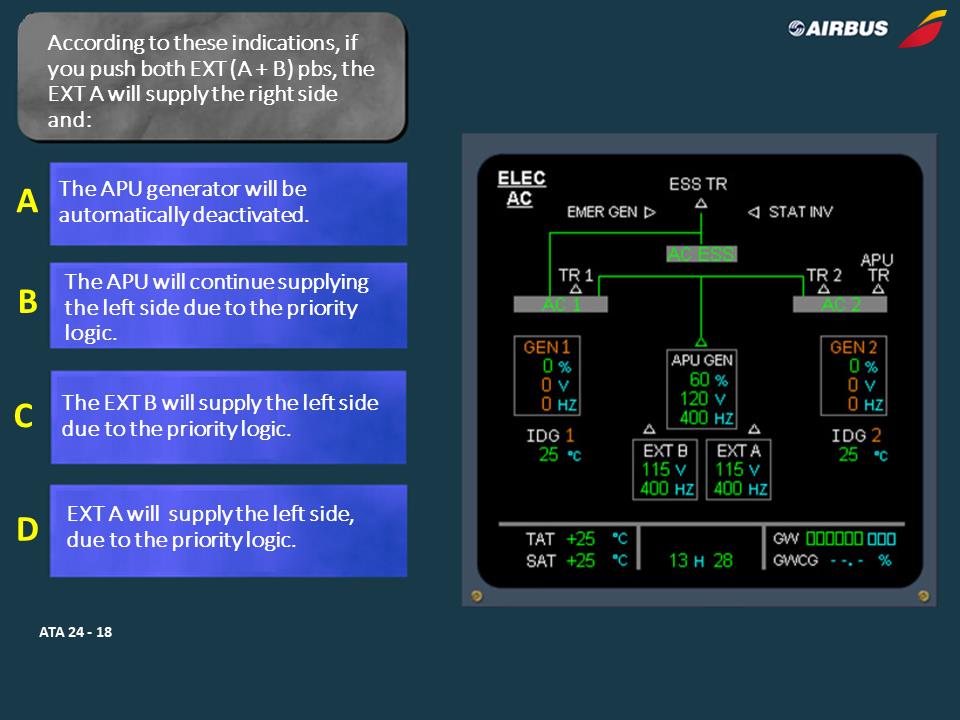 According to these indications, if
you push both EXT (A + B) pbs, the
EXT A will supply the right side
and:
AIRBUS
A
The APU generator will be
automatically deactivated.
B
The APU will continue supplying
the left side due to the priority
logic.
C
The EXT B will supply the left side
due to the priority logic.
D
EXT A will supply the left side,
due to the priority logic.
ATA 24 - 18
ELEC
AC
ESS TR
EMER GEN
STAT INV
AC ESS
TR 1
TR 2
APU
TR
AC 1
AC 2
GEN 1
0 %
0 V
0 HZ
APU GEN
60 %
120 V
400 HZ
GEN 2
0 %
0 V
0 HZ
IDG 1
25 °C
EXT B
115 V
400 HZ
EXT A
115 V
400 HZ
IDG 2
25 °C
TAT +25 °C
SAT +25 °C
13 H 28
GW
GWCG --.- %